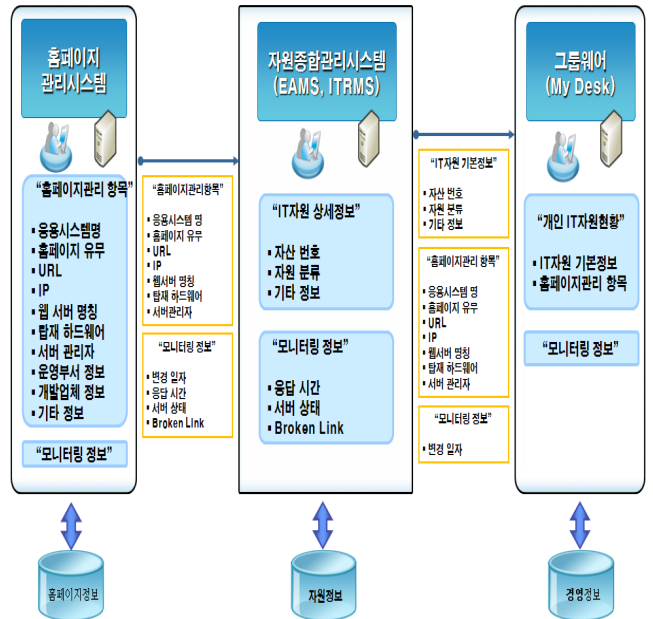 홈페이지
관리시스템
“홈페이지관리 항목”
▪ 응용시스템명
▪ 홈페이지 유무
▪ URL
▪ IP
▪ 웹 서버 명칭
▪ 탑재 하드웨어
▪ 서버 관리자
▪ 운영부서 정보
▪ 개발업체 정보
▪ 기타 정보
“모니터링 정보”
홈페이지정보
“홈페이지관리항목”
▪ 응용시스템 명
▪ 홈페이지 유무
▪ URL
▪ IP
▪ 웹서버 명칭
▪ 탑재 하드웨어
▪ 서버관리자
“모니터링 정보”
▪ 변경 일자
▪ 응답 시간
▪ 서버 상태
▪ Broken Link
자원종합관리시스템
(EAMS, ITRMS)
“IT자원 상세정보”
▪ 자산 번호
▪ 자원 분류
▪ 기타 정보
“모니터링 정보”
▪ 응답 시간
▪ 서버 상태
▪ Broken Link
자원정보
“IT자원 기본정보”
▪ 자산 번호
▪ 자원 분류
▪ 기타 정보
“홈페이지관리 항목”
▪ 응용시스템 명
▪ 홈페이지 유무
▪ URL
▪ IP
▪ 웹서버 명칭
▪ 탑재 하드웨어
▪ 서버 관리자
“모니터링 정보”
▪ 변경 일자
그룹웨어
(My Desk)
“개인 IT자원현황”
▪ IT자원 기본정보
▪ 홈페이지관리 항목
“모니터링 정보”
경영정보